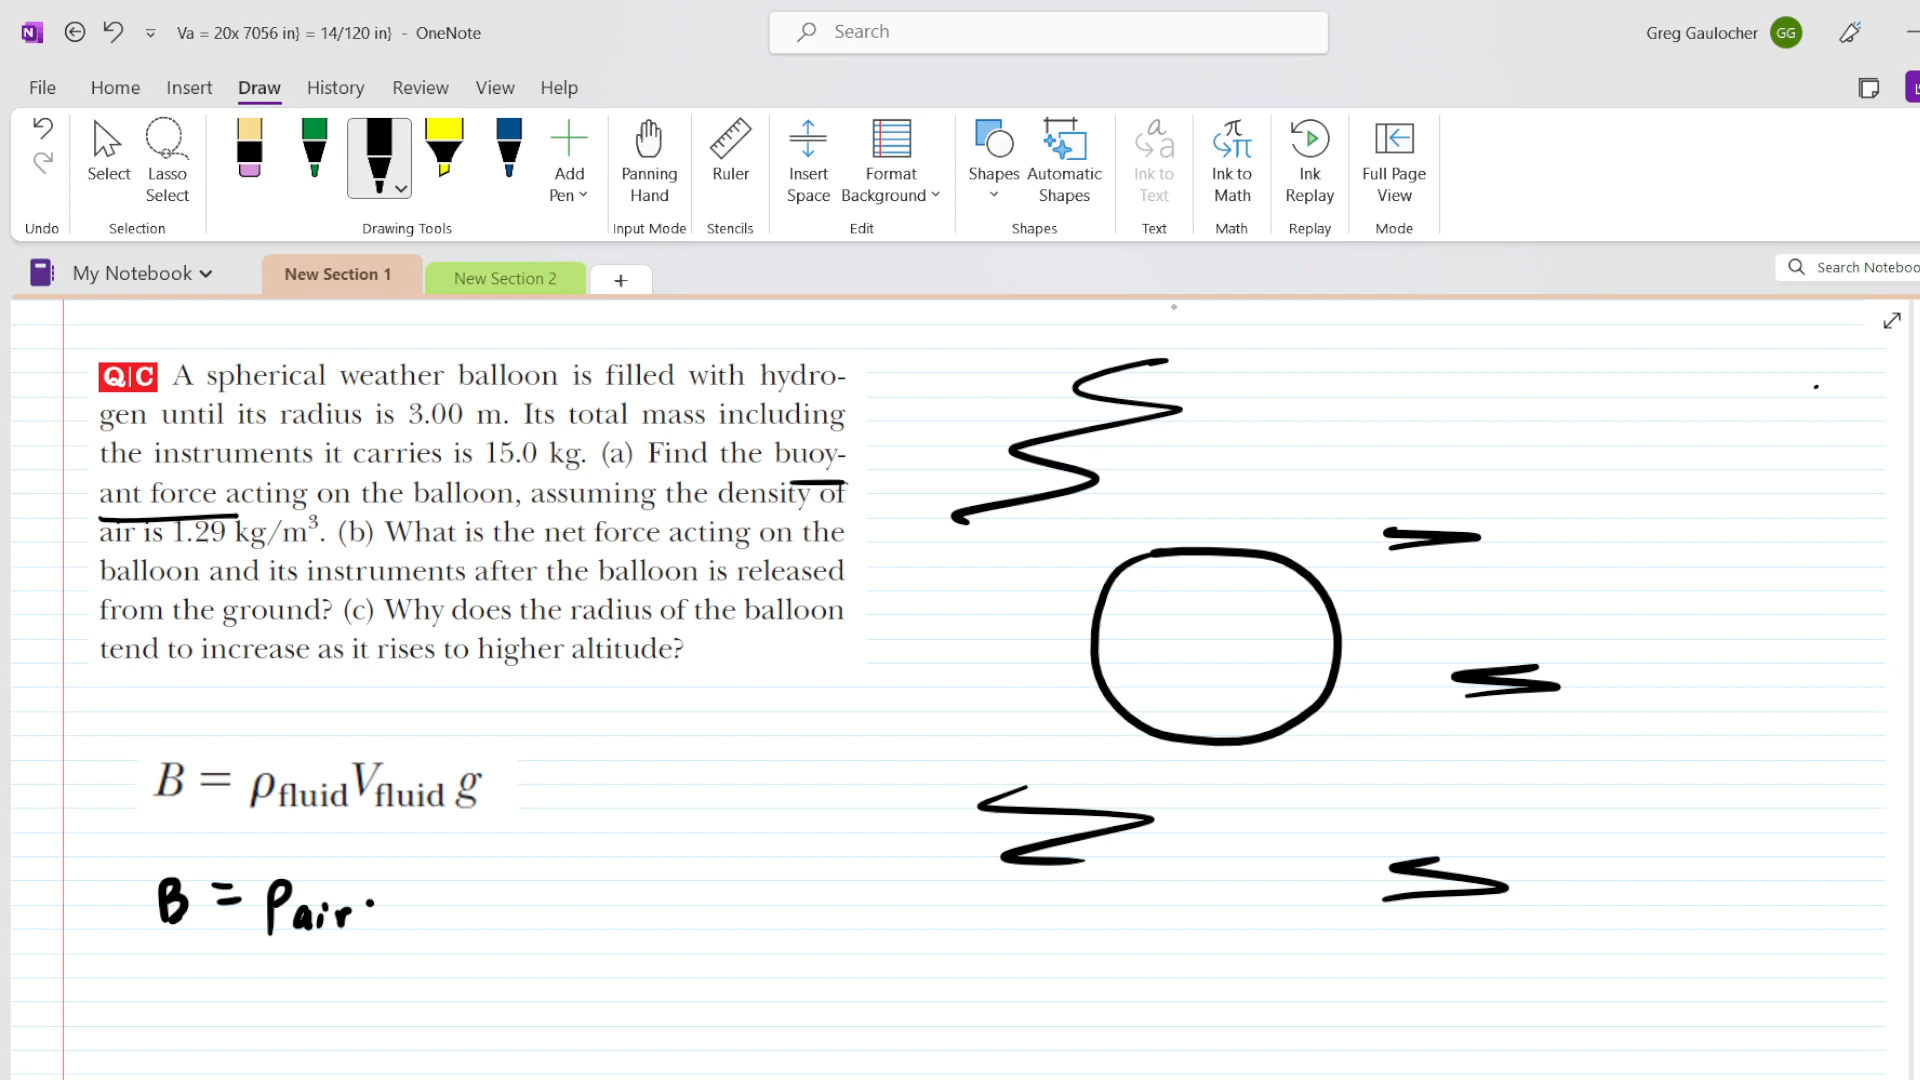 Va = 20x 7056 in} = 14/120 in} - OneNote
Search
Greg Gaulocher GG
File Home Insert Draw History Review View Help
Select
Lasso Select
Add Pen
Panning Hand
Ruler
Insert Space
Format Background
Shapes
Automatic Shapes
Ink to Text
Ink to Math
Ink Replay
Full Page View
Undo Selection Drawing Tools Input Mode Stencils Edit Shapes Text Math Replay Mode
My Notebook New Section 1 New Section 2 + Search Noteboo
Q|C A spherical weather balloon is filled with hydro-
gen until its radius is 3.00 m. Its total mass including
the instruments it carries is 15.0 kg. (a) Find the buoy-
ant force acting on the balloon, assuming the density of
air is 1.29 kg/m³. (b) What is the net force acting on the
balloon and its instruments after the balloon is released
from the ground? (c) Why does the radius of the balloon
tend to increase as it rises to higher altitude?
B = ρfluid Vfluid g
B = ρair ·